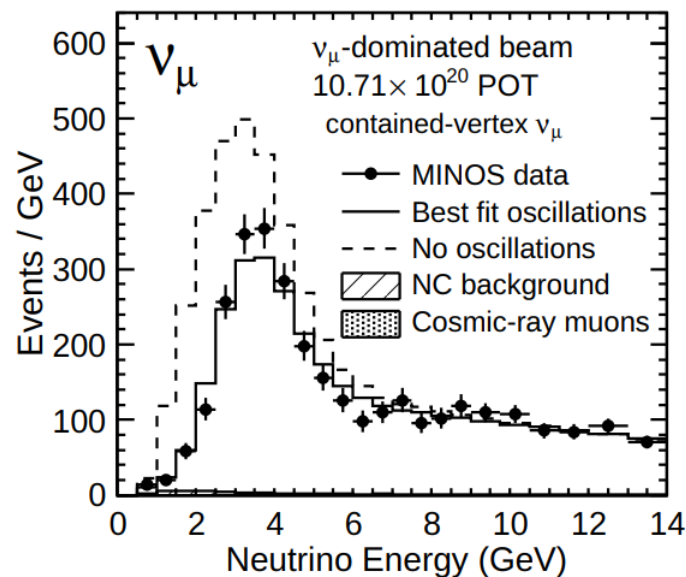 600
500
400
300
200
100
0
Events / GeV
νμ
νμ-dominated beam
10.71× 10²⁰ POT
contained-vertex νμ
MINOS data
Best fit oscillations
No oscillations
NC background
Cosmic-ray muons
0 2 4 6 8 10 12 14
Neutrino Energy (GeV)